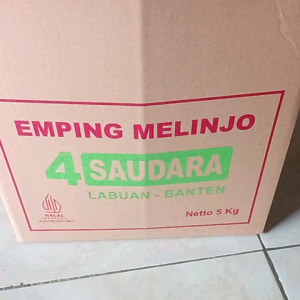 EMPING MELINJO
4 SAUDARA
LABUAN - BANTEN
HALAL
Netto 5 Kg